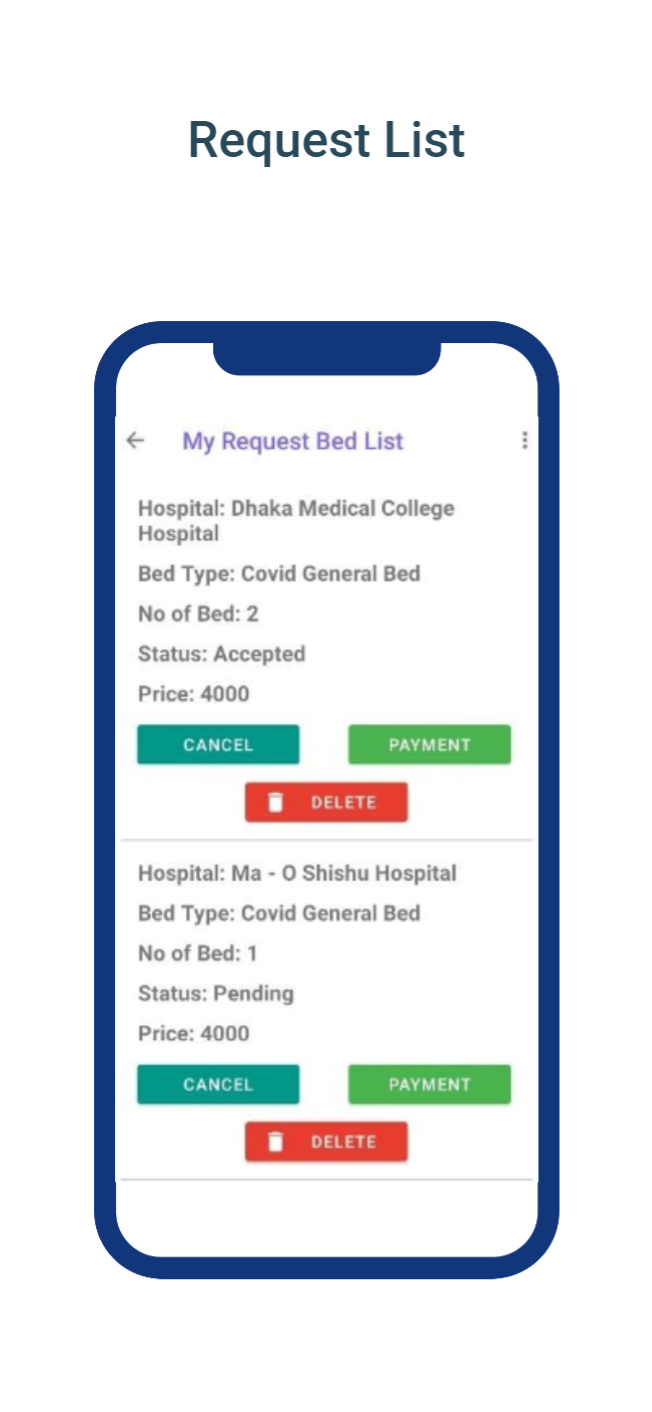 Request List
My Request Bed List
Hospital: Dhaka Medical College
Hospital
Bed Type: Covid General Bed
No of Bed: 2
Status: Accepted
Price: 4000
CANCEL
PAYMENT
DELETE
Hospital: Ma - O Shishu Hospital
Bed Type: Covid General Bed
No of Bed: 1
Status: Pending
Price: 4000
CANCEL
PAYMENT
DELETE